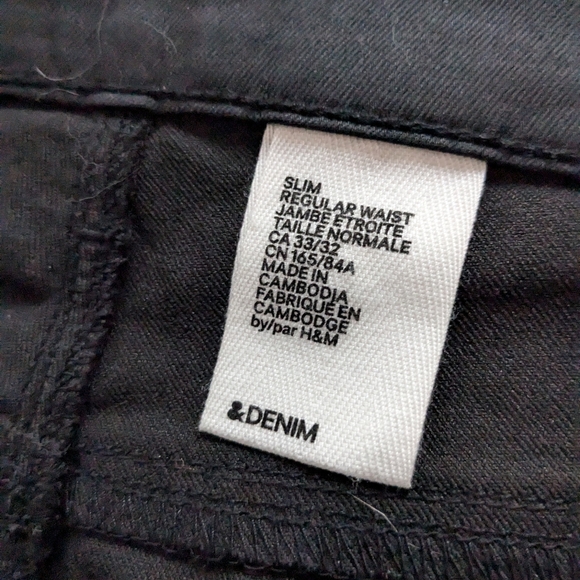 SLIM
REGULAR WAIST
JAMBE ÉTROITE
TAILLE NORMALE
CA 33/32
CN 165/84A
MADE IN
CAMBODIA
FABRIQUÉ EN
CAMBODGE
by/par H&M
&DENIM